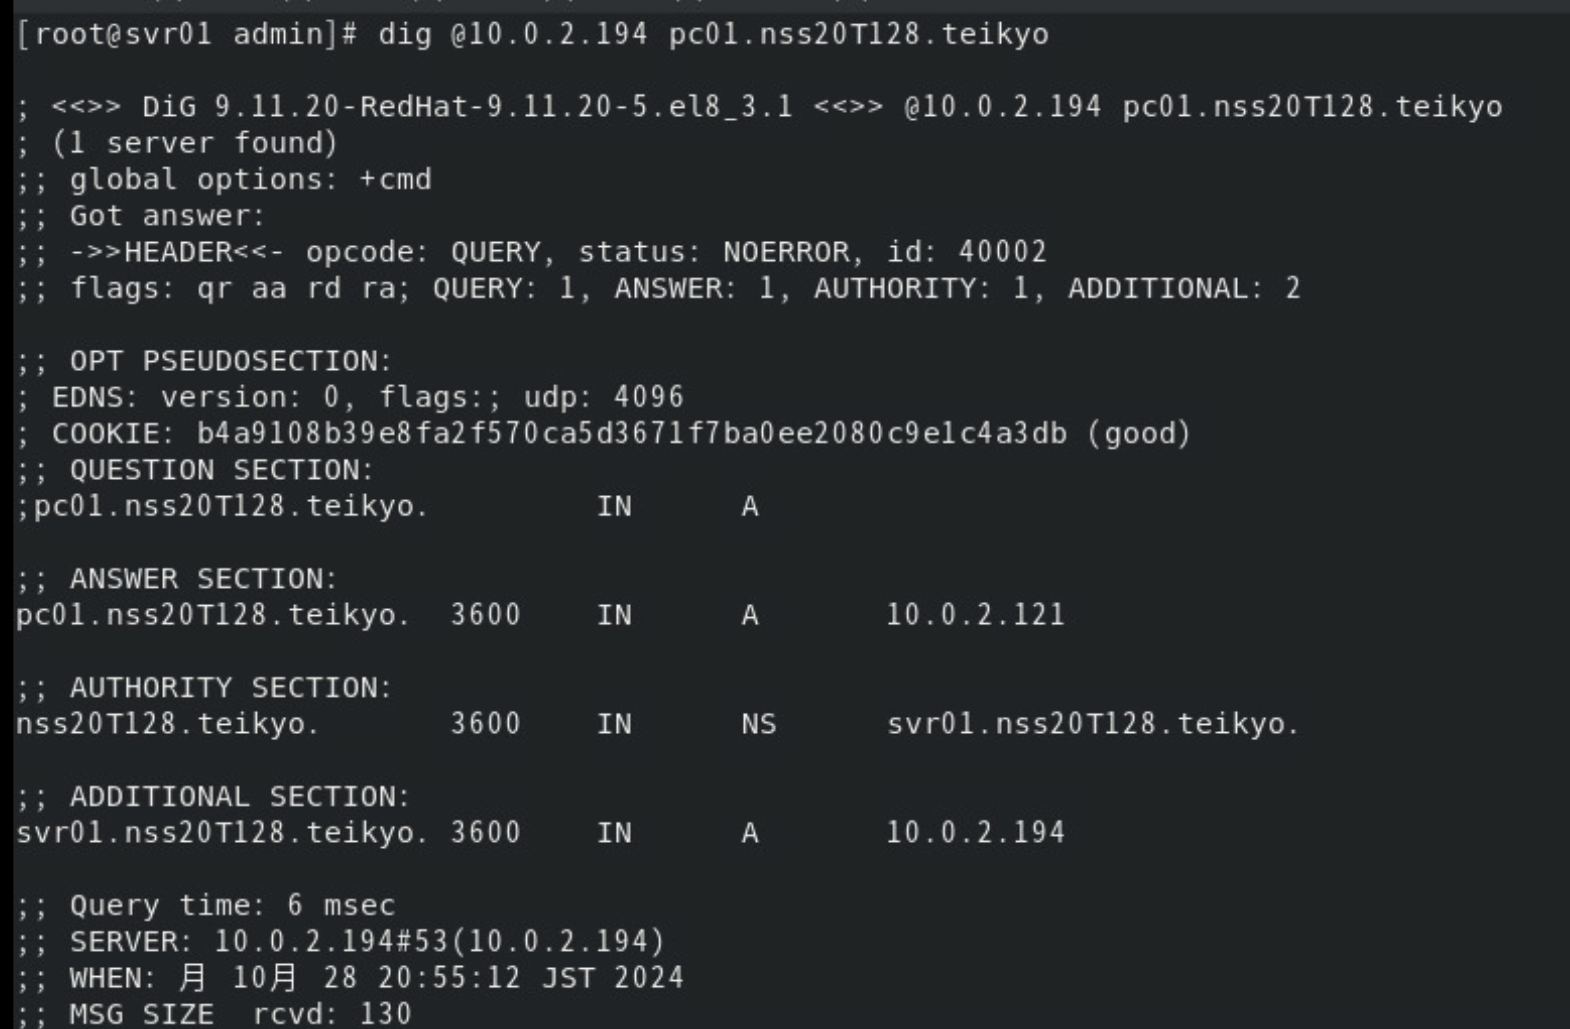 [root@svr01 admin]# dig @10.0.2.194 pc01.nss20T128.teikyo
; <<>> DiG 9.11.20-RedHat-9.11.20-5.el8_3.1 <<>> @10.0.2.194 pc01.nss20T128.teikyo
; (1 server found)
;; global options: +cmd
;; Got answer:
;; ->>HEADER<<- opcode: QUERY, status: NOERROR, id: 40002
;; flags: qr aa rd ra; QUERY: 1, ANSWER: 1, AUTHORITY: 1, ADDITIONAL: 2
;; OPT PSEUDOSECTION:
; EDNS: version: 0, flags:; udp: 4096
; COOKIE: b4a9108b39e8fa2f570ca5d3671f7ba0ee2080c9e1c4a3db (good)
;; QUESTION SECTION:
;pc01.nss20T128.teikyo. IN A
;; ANSWER SECTION:
pc01.nss20T128.teikyo. 3600 IN A 10.0.2.121
;; AUTHORITY SECTION:
nss20T128.teikyo. 3600 IN NS svr01.nss20T128.teikyo.
;; ADDITIONAL SECTION:
svr01.nss20T128.teikyo. 3600 IN A 10.0.2.194
;; Query time: 6 msec
;; SERVER: 10.0.2.194#53(10.0.2.194)
;; WHEN: 月 10月 28 20:55:12 JST 2024
;; MSG SIZE rcvd: 130